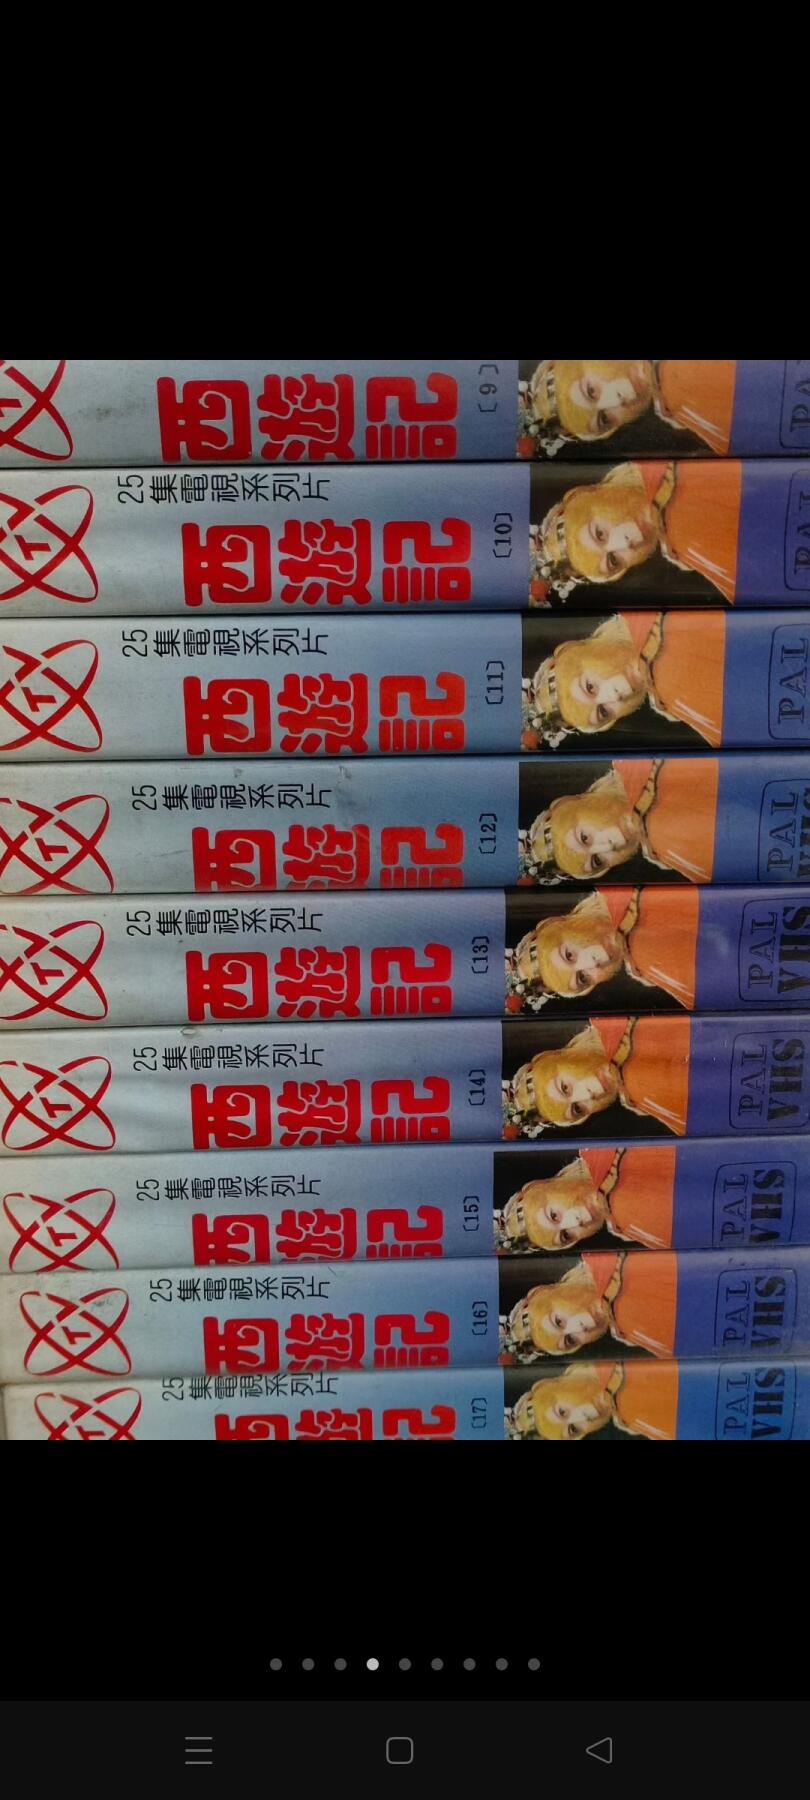 西遊記 〔9〕
PAL
25集電視系列片
西遊記 〔10〕
PAL
25集電視系列片
西遊記 〔11〕
PAL
25集電視系列片
西遊記 〔12〕
PAL
VHS
25集電視系列片
西遊記 〔13〕
PAL
VHS
25集電視系列片
西遊記 〔14〕
PAL
VHS
25集電視系列片
西遊記 〔15〕
PAL
VHS
25集電視系列片
西遊記 〔16〕
PAL
VHS
25集電視系列片
西遊記 〔17〕
PAL
VHS